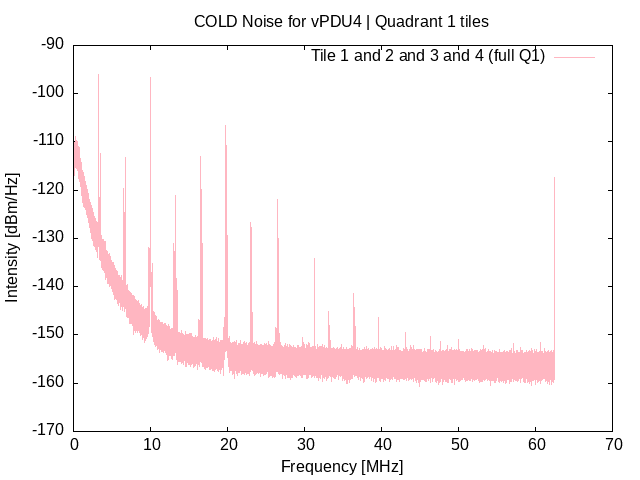 COLD Noise for vPDU4 | Quadrant 1 tiles
Tile 1 and 2 and 3 and 4 (full Q1)
Intensity [dBm/Hz]
-90
-100
-110
-120
-130
-140
-150
-160
-170
0 10 20 30 40 50 60 70
Frequency [MHz]